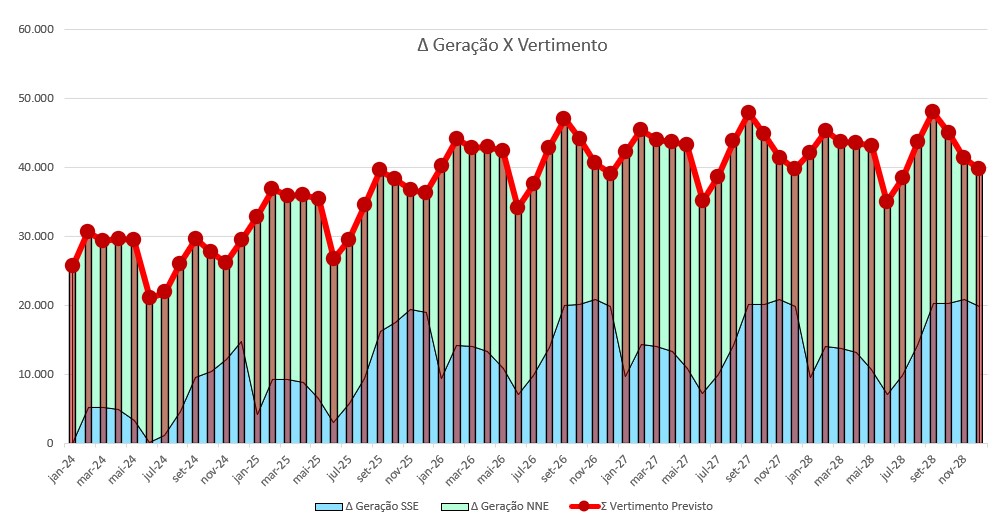 Δ Geração X Vertimento
60.000
50.000
40.000
30.000
20.000
10.000
0
jan-24
mar-24
mai-24
jul-24
set-24
nov-24
jan-25
mar-25
mai-25
jul-25
set-25
nov-25
jan-26
mar-26
mai-26
jul-26
set-26
nov-26
jan-27
mar-27
mai-27
jul-27
set-27
nov-27
jan-28
mar-28
mai-28
jul-28
set-28
nov-28
Δ Geração SSE
Δ Geração NNE
Σ Vertimento Previsto